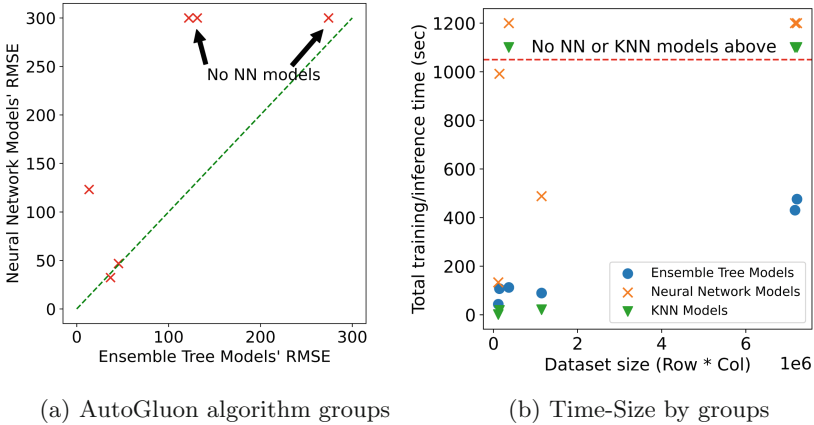 Neural Network Models' RMSE
300
250
200
150
100
50
0
No NN models
0
100
200
300
Ensemble Tree Models' RMSE
(a) AutoGluon algorithm groups
Total training/inference time (sec)
1200
1000
800
600
400
200
0
No NN or KNN models above
Ensemble Tree Models
Neural Network Models
KNN Models
0
2
4
6
8
1e6
Dataset size (Row * Col)
(b) Time-Size by groups